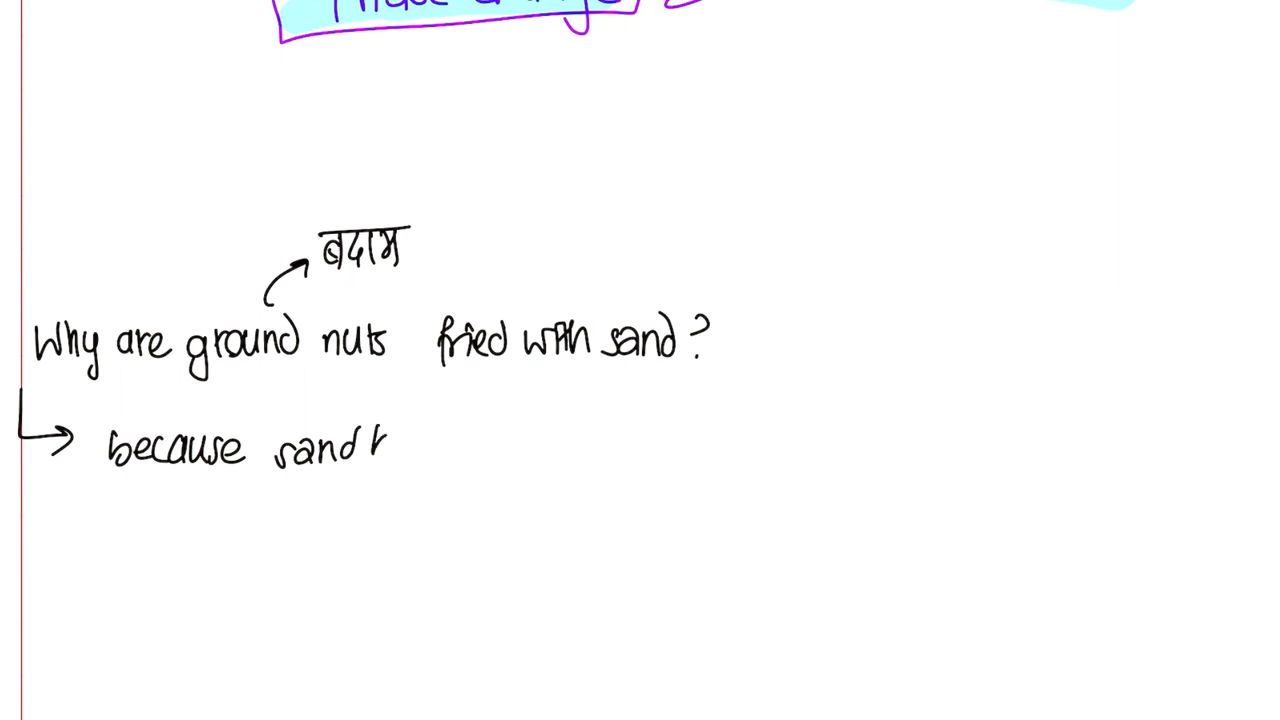 बदाम
Why are ground nuts fried with sand?
because sand